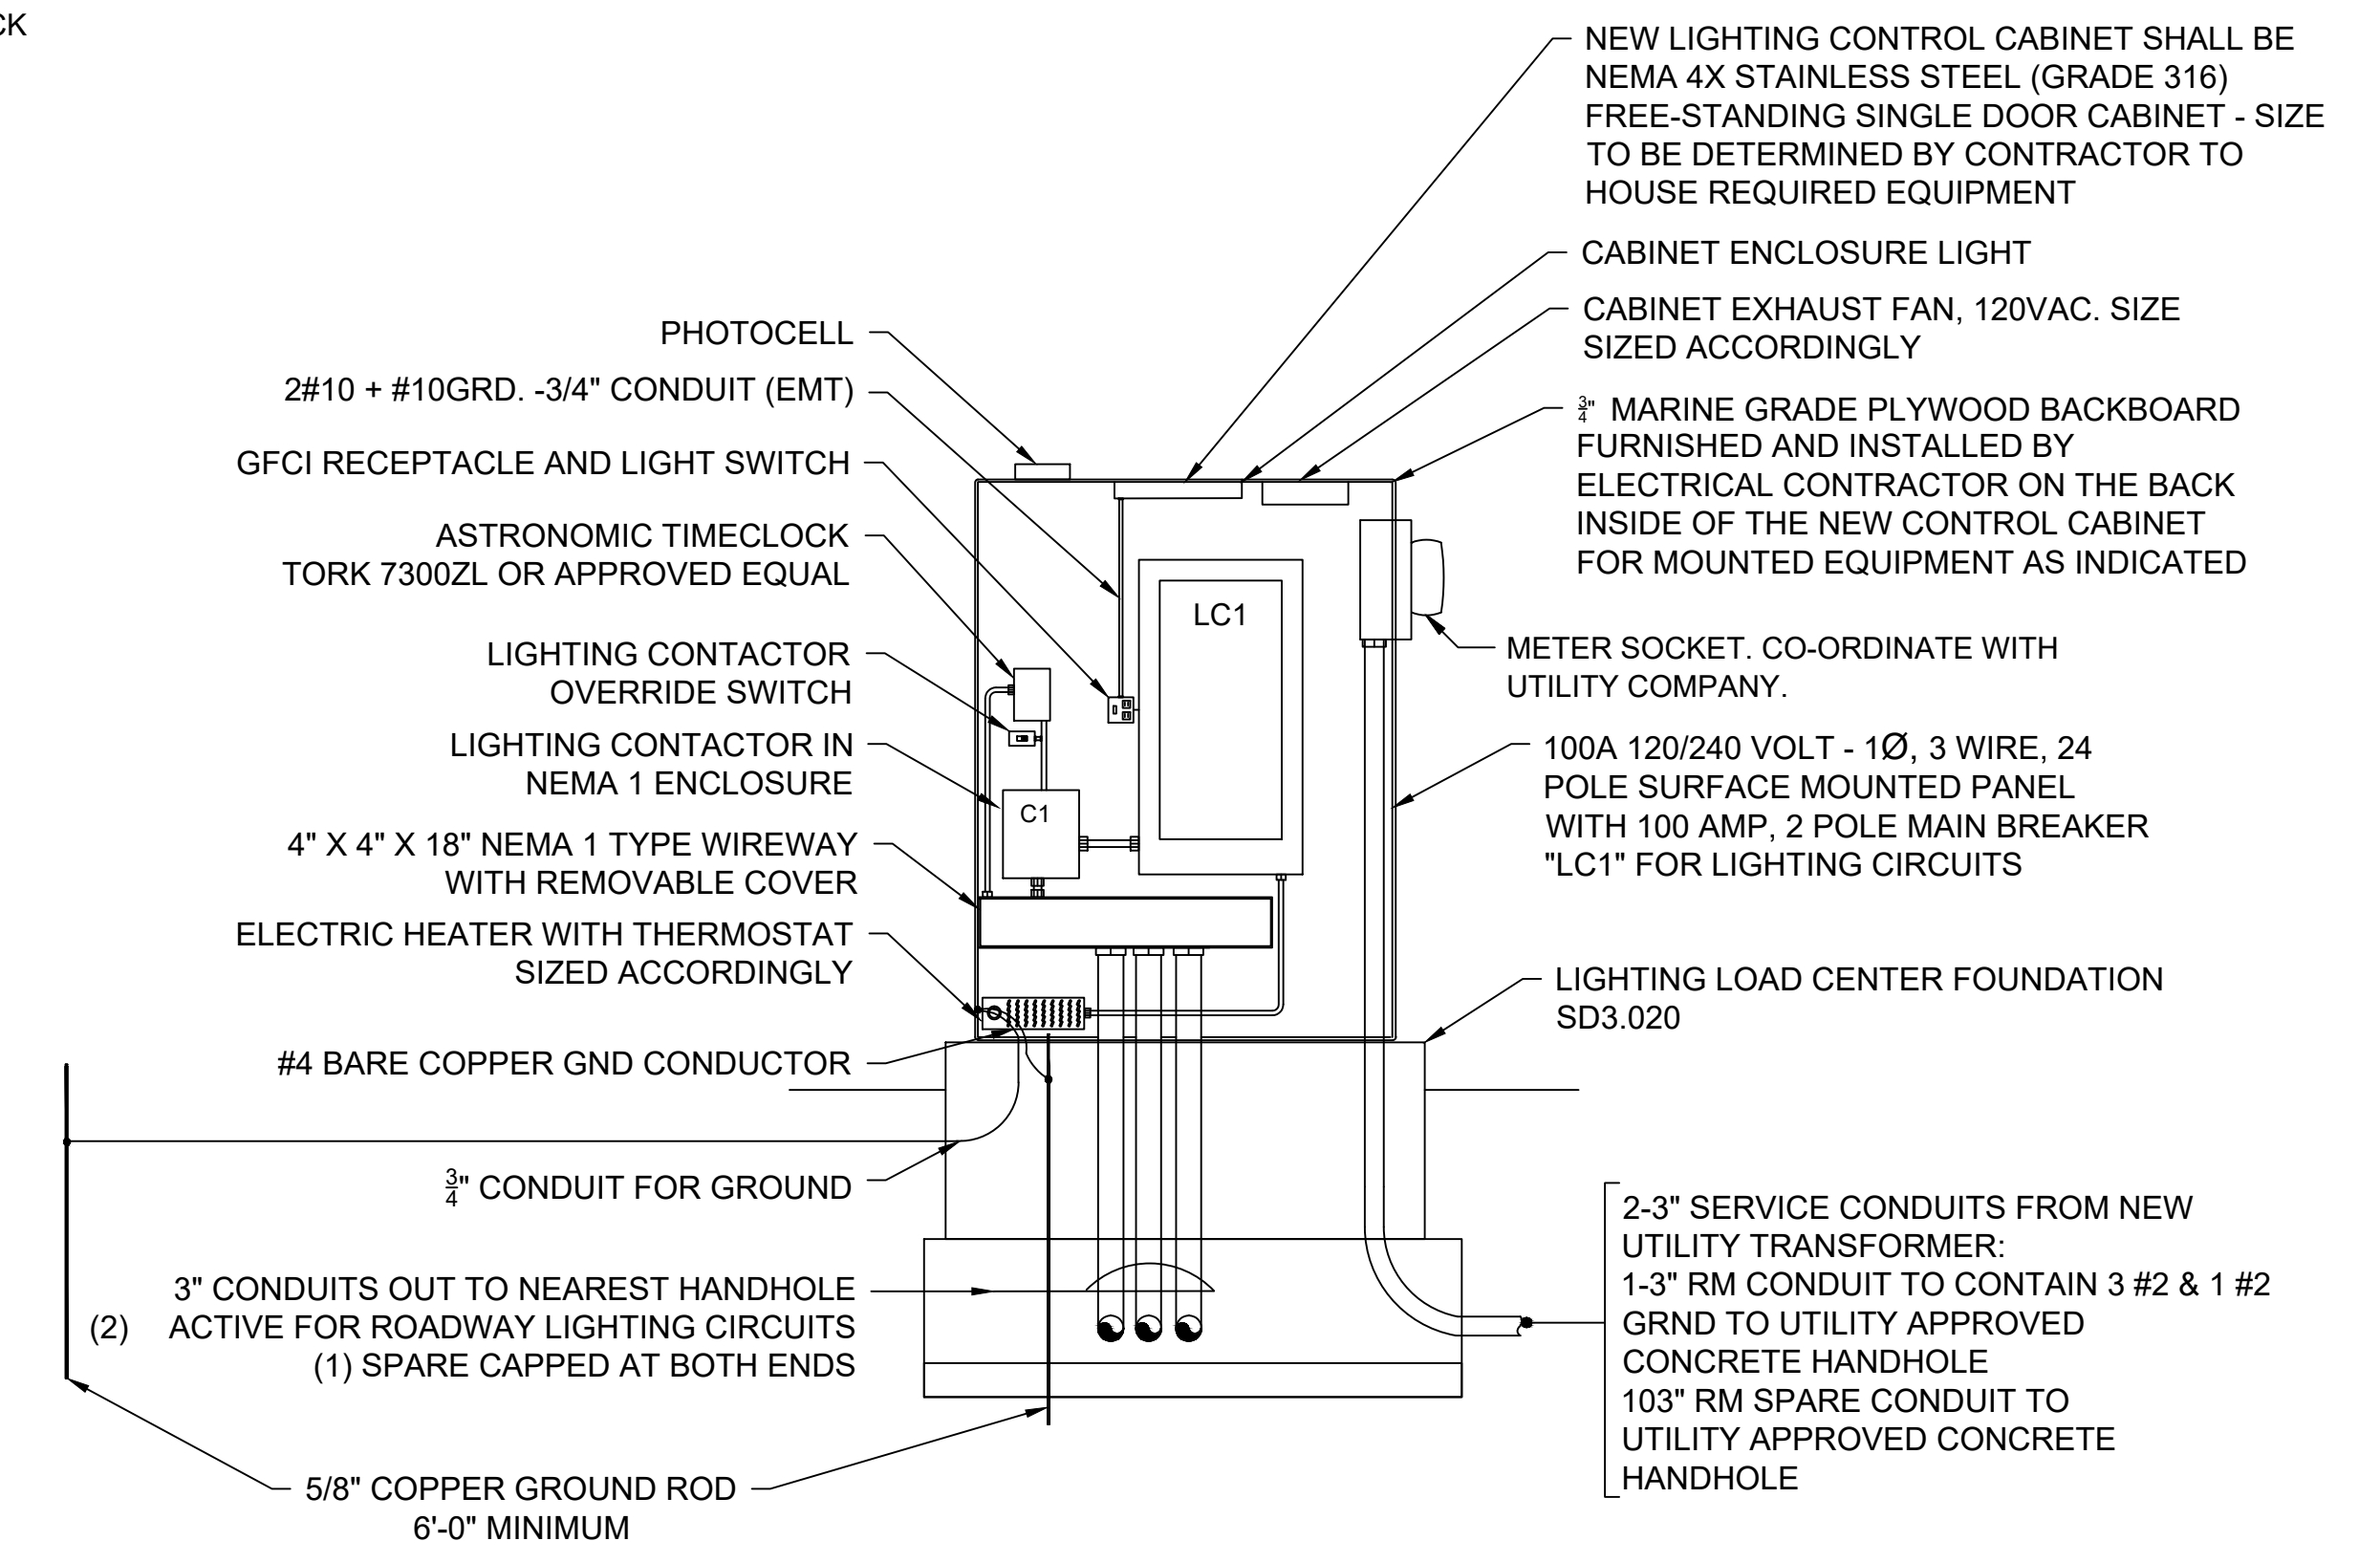 CK
NEW LIGHTING CONTROL CABINET SHALL BE
NEMA 4X STAINLESS STEEL (GRADE 316)
FREE-STANDING SINGLE DOOR CABINET - SIZE
TO BE DETERMINED BY CONTRACTOR TO
HOUSE REQUIRED EQUIPMENT
CABINET ENCLOSURE LIGHT
CABINET EXHAUST FAN, 120VAC. SIZE
SIZED ACCORDINGLY
3/4" MARINE GRADE PLYWOOD BACKBOARD
FURNISHED AND INSTALLED BY
ELECTRICAL CONTRACTOR ON THE BACK
INSIDE OF THE NEW CONTROL CABINET
FOR MOUNTED EQUIPMENT AS INDICATED
METER SOCKET. CO-ORDINATE WITH
UTILITY COMPANY.
100A 120/240 VOLT - 1Ø, 3 WIRE, 24
POLE SURFACE MOUNTED PANEL
WITH 100 AMP, 2 POLE MAIN BREAKER
"LC1" FOR LIGHTING CIRCUITS
LIGHTING LOAD CENTER FOUNDATION
SD3.020
2-3" SERVICE CONDUITS FROM NEW
UTILITY TRANSFORMER:
1-3" RM CONDUIT TO CONTAIN 3 #2 & 1 #2
GRND TO UTILITY APPROVED
CONCRETE HANDHOLE
103" RM SPARE CONDUIT TO
UTILITY APPROVED CONCRETE
HANDHOLE
PHOTOCELL
2#10 + #10GRD. -3/4" CONDUIT (EMT)
GFCI RECEPTACLE AND LIGHT SWITCH
ASTRONOMIC TIMECLOCK
TORK 7300ZL OR APPROVED EQUAL
LIGHTING CONTACTOR
OVERRIDE SWITCH
LIGHTING CONTACTOR IN
NEMA 1 ENCLOSURE
4" X 4" X 18" NEMA 1 TYPE WIREWAY
WITH REMOVABLE COVER
ELECTRIC HEATER WITH THERMOSTAT
SIZED ACCORDINGLY
#4 BARE COPPER GND CONDUCTOR
3/4" CONDUIT FOR GROUND
3" CONDUITS OUT TO NEAREST HANDHOLE
(2) ACTIVE FOR ROADWAY LIGHTING CIRCUITS
(1) SPARE CAPPED AT BOTH ENDS
5/8" COPPER GROUND ROD
6'-0" MINIMUM
LC1
C1